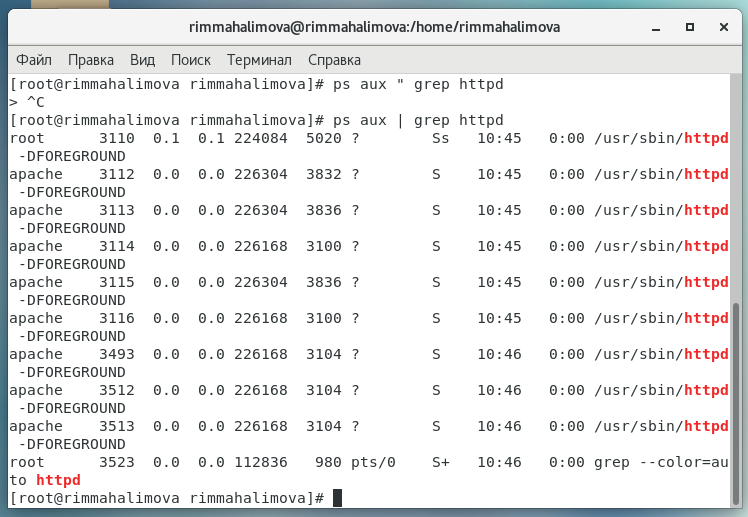 rimmahalimova@rimmahalimova:/home/rimmahalimova
Файл Правка Вид Поиск Терминал Справка
[root@rimmahalimova rimmahalimova]# ps aux " grep httpd
> ^C
[root@rimmahalimova rimmahalimova]# ps aux | grep httpd
root      3110  0.1  0.1 224084  5020 ?        Ss   10:45   0:00 /usr/sbin/httpd
 -DFOREGROUND
apache    3112  0.0  0.0 226304  3832 ?        S    10:45   0:00 /usr/sbin/httpd
 -DFOREGROUND
apache    3113  0.0  0.0 226304  3836 ?        S    10:45   0:00 /usr/sbin/httpd
 -DFOREGROUND
apache    3114  0.0  0.0 226168  3100 ?        S    10:45   0:00 /usr/sbin/httpd
 -DFOREGROUND
apache    3115  0.0  0.0 226304  3836 ?        S    10:45   0:00 /usr/sbin/httpd
 -DFOREGROUND
apache    3116  0.0  0.0 226168  3100 ?        S    10:45   0:00 /usr/sbin/httpd
 -DFOREGROUND
apache    3493  0.0  0.0 226168  3104 ?        S    10:46   0:00 /usr/sbin/httpd
 -DFOREGROUND
apache    3512  0.0  0.0 226168  3104 ?        S    10:46   0:00 /usr/sbin/httpd
 -DFOREGROUND
apache    3513  0.0  0.0 226168  3104 ?        S    10:46   0:00 /usr/sbin/httpd
 -DFOREGROUND
root      3523  0.0  0.0 112836   980 pts/0    S+   10:46   0:00 grep --color=au
to httpd
[root@rimmahalimova rimmahalimova]#